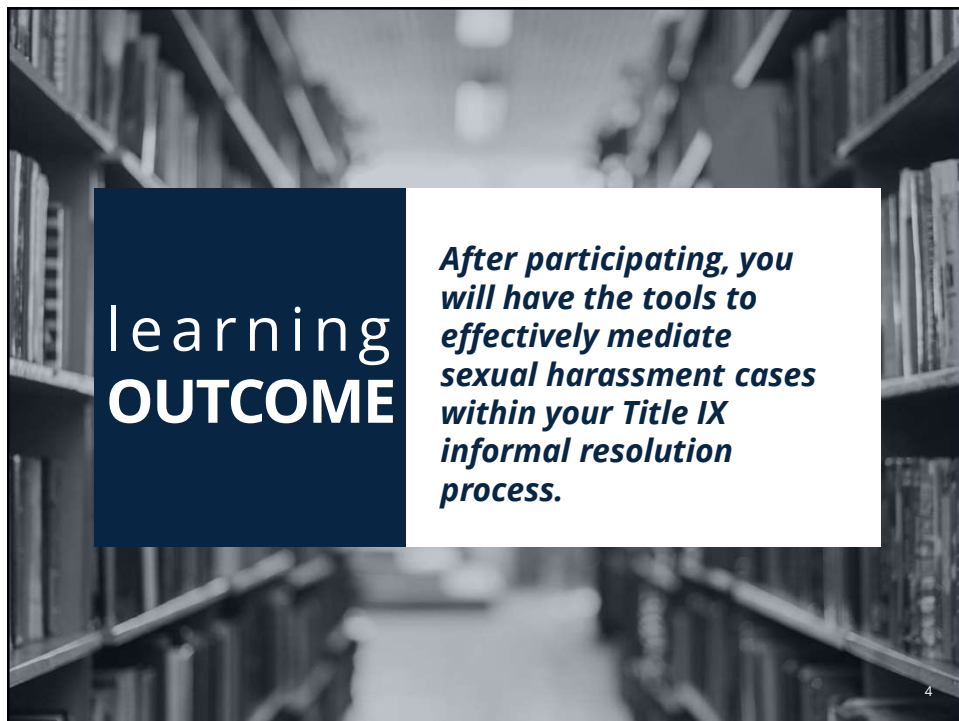 learning
OUTCOME
After participating, you
will have the tools to
effectively mediate
sexual harassment cases
within your Title IX
informal resolution
process.
4